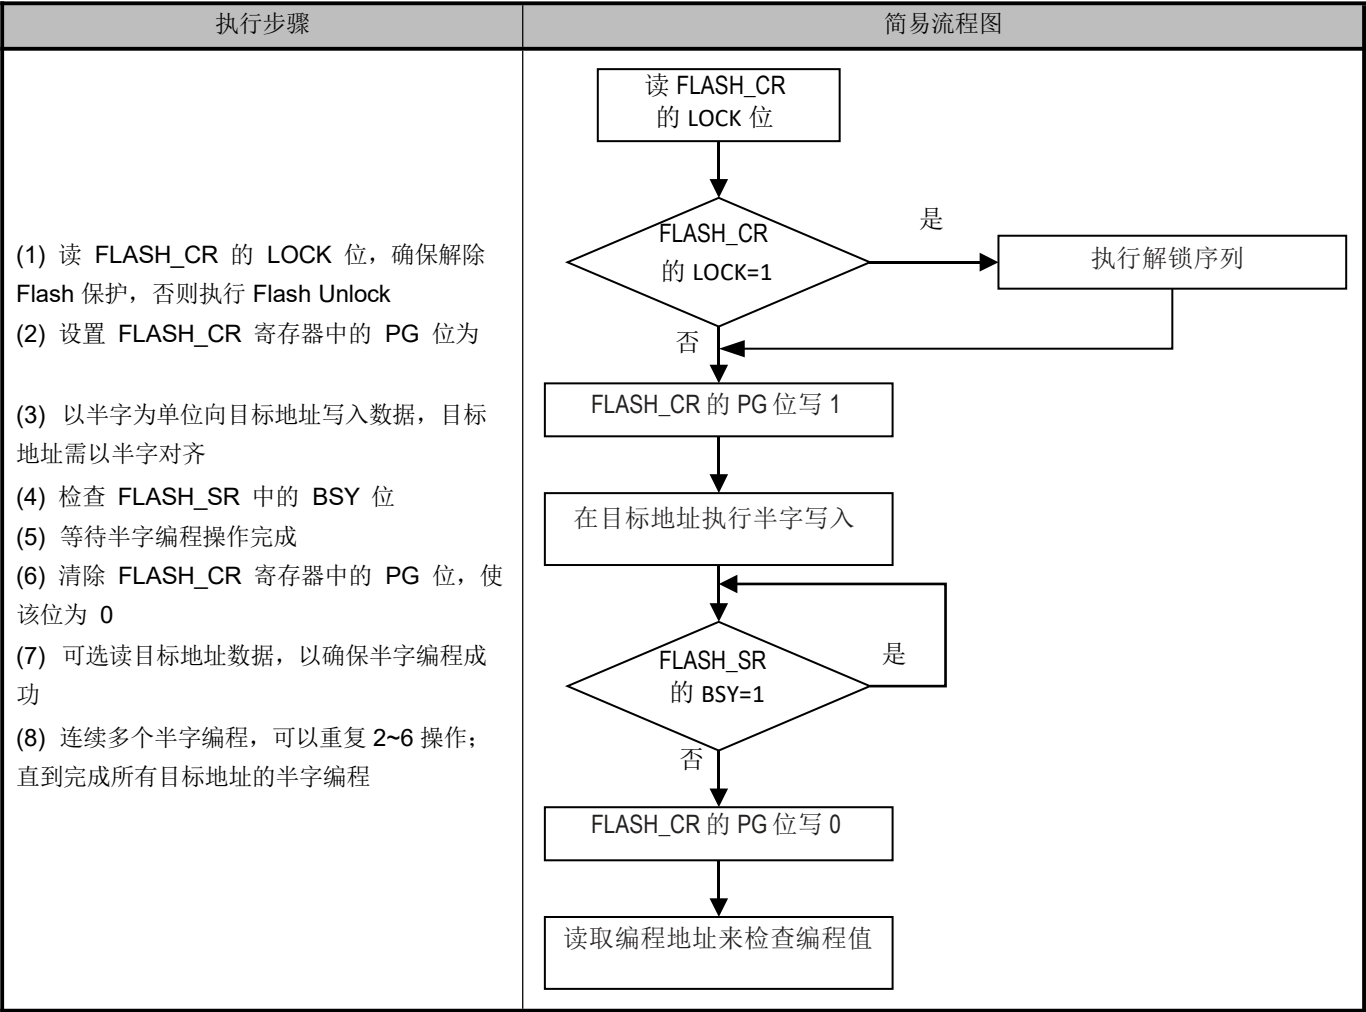 执行步骤
简易流程图
(1) 读 FLASH_CR 的 LOCK 位，确保解除
Flash 保护，否则执行 Flash Unlock
(2) 设置 FLASH_CR 寄存器中的 PG 位为
(3) 以半字为单位向目标地址写入数据，目标
地址需以半字对齐
(4) 检查 FLASH_SR 中的 BSY 位
(5) 等待半字编程操作完成
(6) 清除 FLASH_CR 寄存器中的 PG 位，使
该位为 0
(7) 可选读目标地址数据，以确保半字编程成
功
(8) 连续多个半字编程，可以重复 2~6 操作；
直到完成所有目标地址的半字编程
读 FLASH_CR
的 LOCK 位
FLASH_CR
的 LOCK=1
是
执行解锁序列
否
FLASH_CR 的 PG 位写 1
在目标地址执行半字写入
FLASH_SR
的 BSY=1
是
否
FLASH_CR 的 PG 位写 0
读取编程地址来检查编程值